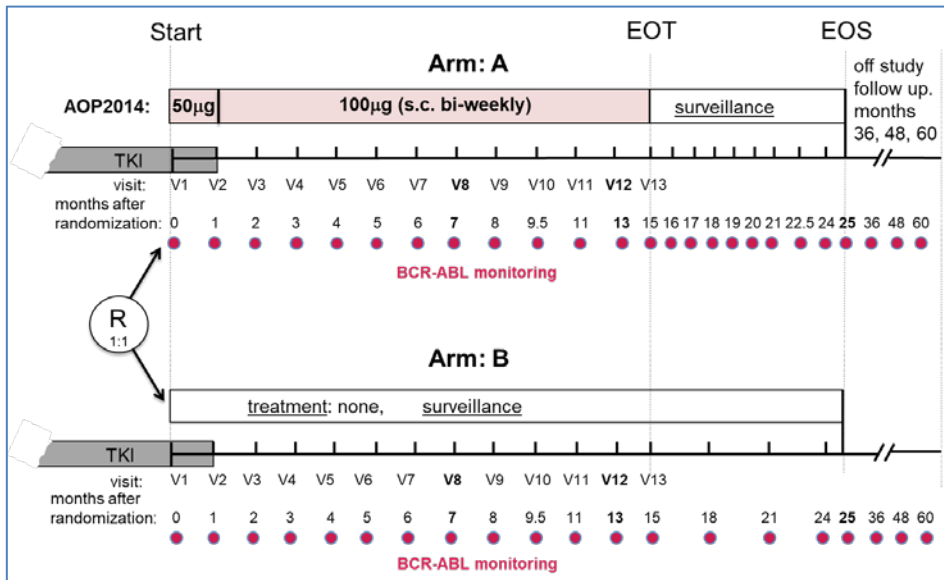 Start
EOT
EOS
Arm: A
off study
follow up.
months
36, 48, 60
AOP2014:
50µg
100µg (s.c. bi-weekly)
surveillance
TKI
visit:
V1 V2 V3 V4 V5 V6 V7 V8 V9 V10 V11 V12 V13
months after
randomization:
0 1 2 3 4 5 6 7 8 9.5 11 13 15 16 17 18 19 20 21 22.5 24 25 36 48 60
BCR-ABL monitoring
R
1:1
Arm: B
treatment: none, surveillance
TKI
visit:
V1 V2 V3 V4 V5 V6 V7 V8 V9 V10 V11 V12 V13
months after
randomization:
0 1 2 3 4 5 6 7 8 9.5 11 13 15 18 21 24 25 36 48 60
BCR-ABL monitoring